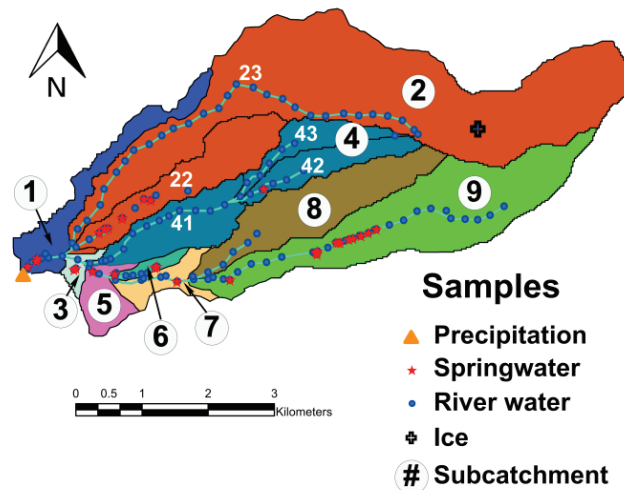 N
23
2
43
4
42
1
22
9
41
8
3
5
6
7
Samples
Precipitation
Springwater
River water
Ice
# Subcatchment
0 0.5 1 2 3
Kilometers